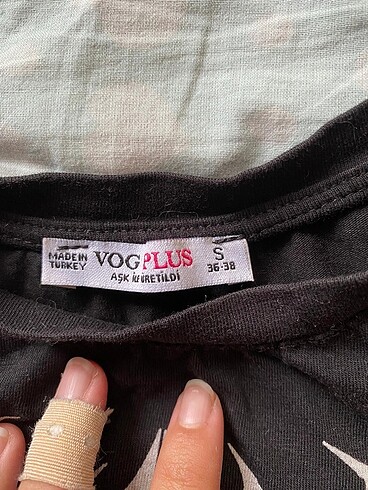 MADE IN
TURKEY
VOGPLUS
AŞK İLE ÜRETİLDİ
S
36-38